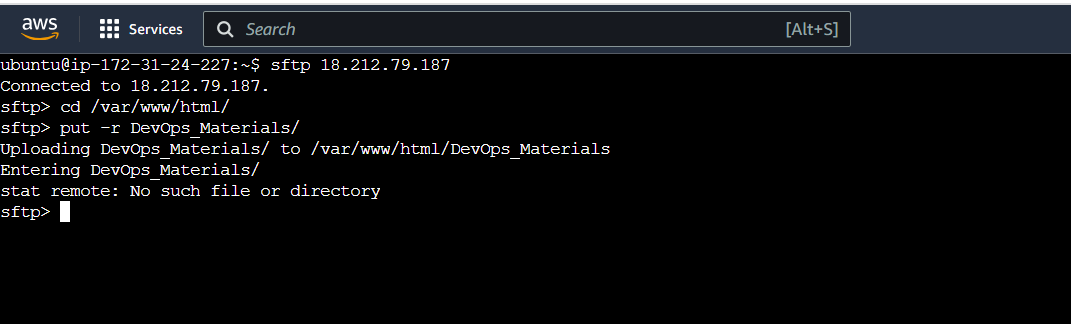 aws Services Search [Alt+S]
ubuntu@ip-172-31-24-227:~$ sftp 18.212.79.187
Connected to 18.212.79.187.
sftp> cd /var/www/html/
sftp> put -r DevOps_Materials/
Uploading DevOps_Materials/ to /var/www/html/DevOps_Materials
Entering DevOps_Materials/
stat remote: No such file or directory
sftp>